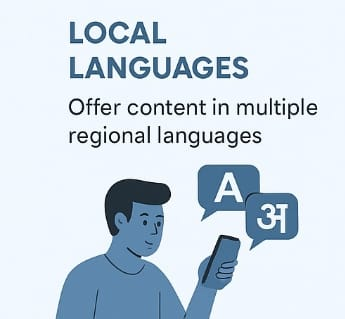 LOCAL
LANGUAGES
Offer content in multiple
regional languages
A
अ